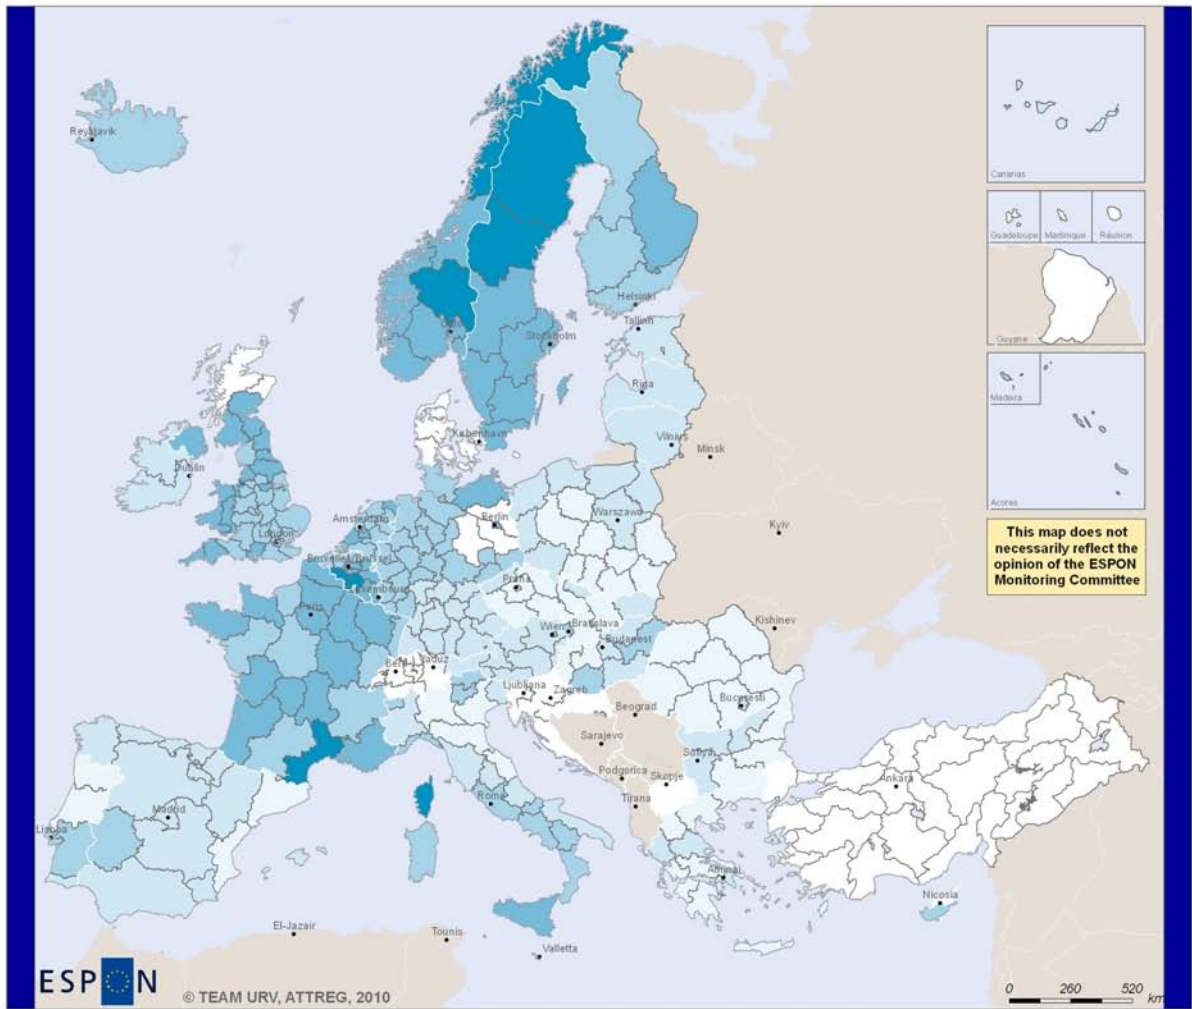 Reykjavik
Canarias
Guadeloupe
Martinique
Réunion
Guyane
Helsinki
Tallinn
Stockholm
Riga
Madeira
København
Vilnius
Minsk
Dublin
Acores
Amsterdam
Berlin
Warszawa
London
Kyiv
This map does not
necessarily reflect the
opinion of the ESPON
Monitoring Committee
Bruxelles/Brussel
Luxembourg
Praha
Paris
Kishinev
Wien
Bratislava
Budapest
Vaduz
Ljubljana
Zagreb
Bucuresti
Beograd
Sarajevo
Sofiya
Podgorica
Skopje
Ankara
Roma
Tirana
Madrid
Lisboa
Athinai
Nicosia
El-Jazair
Tounis
Valletta
ESPON
© TEAM URV, ATTREG, 2010
0 260 520
km